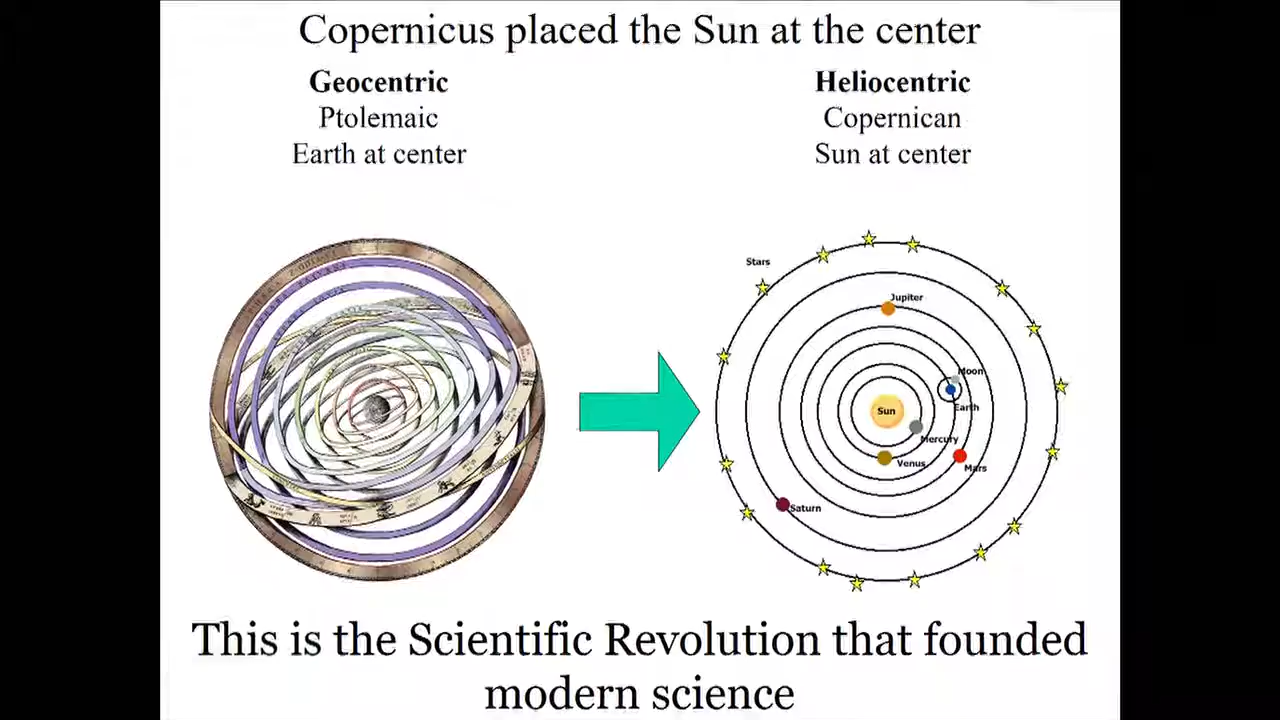 Copernicus placed the Sun at the center
Geocentric
Ptolemaic
Earth at center
Heliocentric
Copernican
Sun at center
Stars
Jupiter
Moon
Earth
Sun
Mercury
Venus
Mars
Saturn
This is the Scientific Revolution that founded
modern science